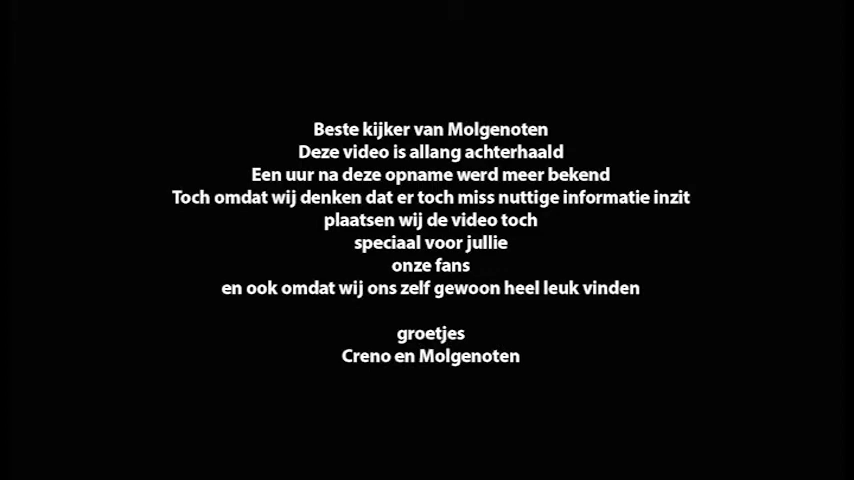 Beste kijker van Molgenoten
Deze video is allang achterhaald
Een uur na deze opname werd meer bekend
Toch omdat wij denken dat er toch miss nuttige informatie inzit
plaatsen wij de video toch
speciaal voor jullie
onze fans
en ook omdat wij ons zelf gewoon heel leuk vinden
groetjes
Creno en Molgenoten